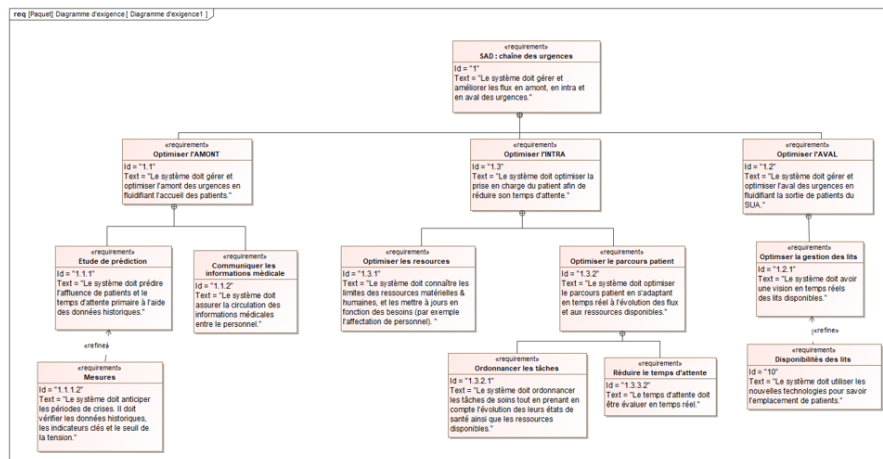 req [Paquet] Diagramme d'exigence [ Diagramme d'exigence1 ]
«requirement»
SAD : chaîne des urgences
Id = "1"
Text = "Le système doit gérer et
améliorer les flux en amont, en intra et
en aval des urgences."
«requirement»
Optimiser l'AMONT
Id = "1.1"
Text = "Le système doit gérer et
optimiser l'amont des urgences en
fluidifiant l'accueil des patients."
«requirement»
Optimiser l'INTRA
Id = "1.3"
Text = "Le système doit optimiser la
prise en charge du patient afin de
réduire son temps d'attente."
«requirement»
Optimiser l'AVAL
Id = "1.2"
Text = "Le système doit gérer et
optimiser l'aval des urgences en
fluidifiant la sortie de patients du
SUA."
«requirement»
Etude de prédiction
Id = "1.1.1"
Text = "Le système doit prédire
l'affluence de patients et le
temps d'attente primaire à l'aide
des données historiques."
«requirement»
Communiquer les
informations médicale
Id = "1.1.2"
Text = "Le système doit
assurer la circulation des
informations médicales
entre le personnel."
«requirement»
Optimiser les resources
Id = "1.3.1"
Text = "Le système doit connaître les
limites des ressources matérielles &
humaines, et les mettre à jours en
fonction des besoins (par exemple
l'affectation de personnel). "
«requirement»
Optimiser le parcours patient
Id = "1.3.2"
Text = "Le système doit optimiser
le parcours patient en s'adaptant
en temps réel à l'évolution des flux
et aux ressources disponibles."
«requirement»
Optimser la gestion des lits
Id = "1.2.1"
Text = "Le système doit avoir
une vision en temps réels
des lits disponibles."
«refine»
«refine»
«requirement»
Mesures
Id = "1.1.1.2"
Text = "Le système doit anticiper
les périodes de crises. Il doit
vérifier les données historiques,
les indicateurs clés et le seuil de
la tension."
«requirement»
Ordonnancer les tâches
Id = "1.3.2.1"
Text = "Le système doit ordonnancer
les tâches de soins tout en prenant en
compte l'évolution des leurs états de
santé ainsi que les ressources
disponibles."
«requirement»
Réduire le temps d'attente
Id = "1.3.3.2"
Text = "Le temps d'attente doit
être évaluer en temps réel."
«requirement»
Disponibilités des lits
Id = "10"
Text = "Le système doit utiliser les
nouvelles technologies pour savoir
l'emplacement de patients."